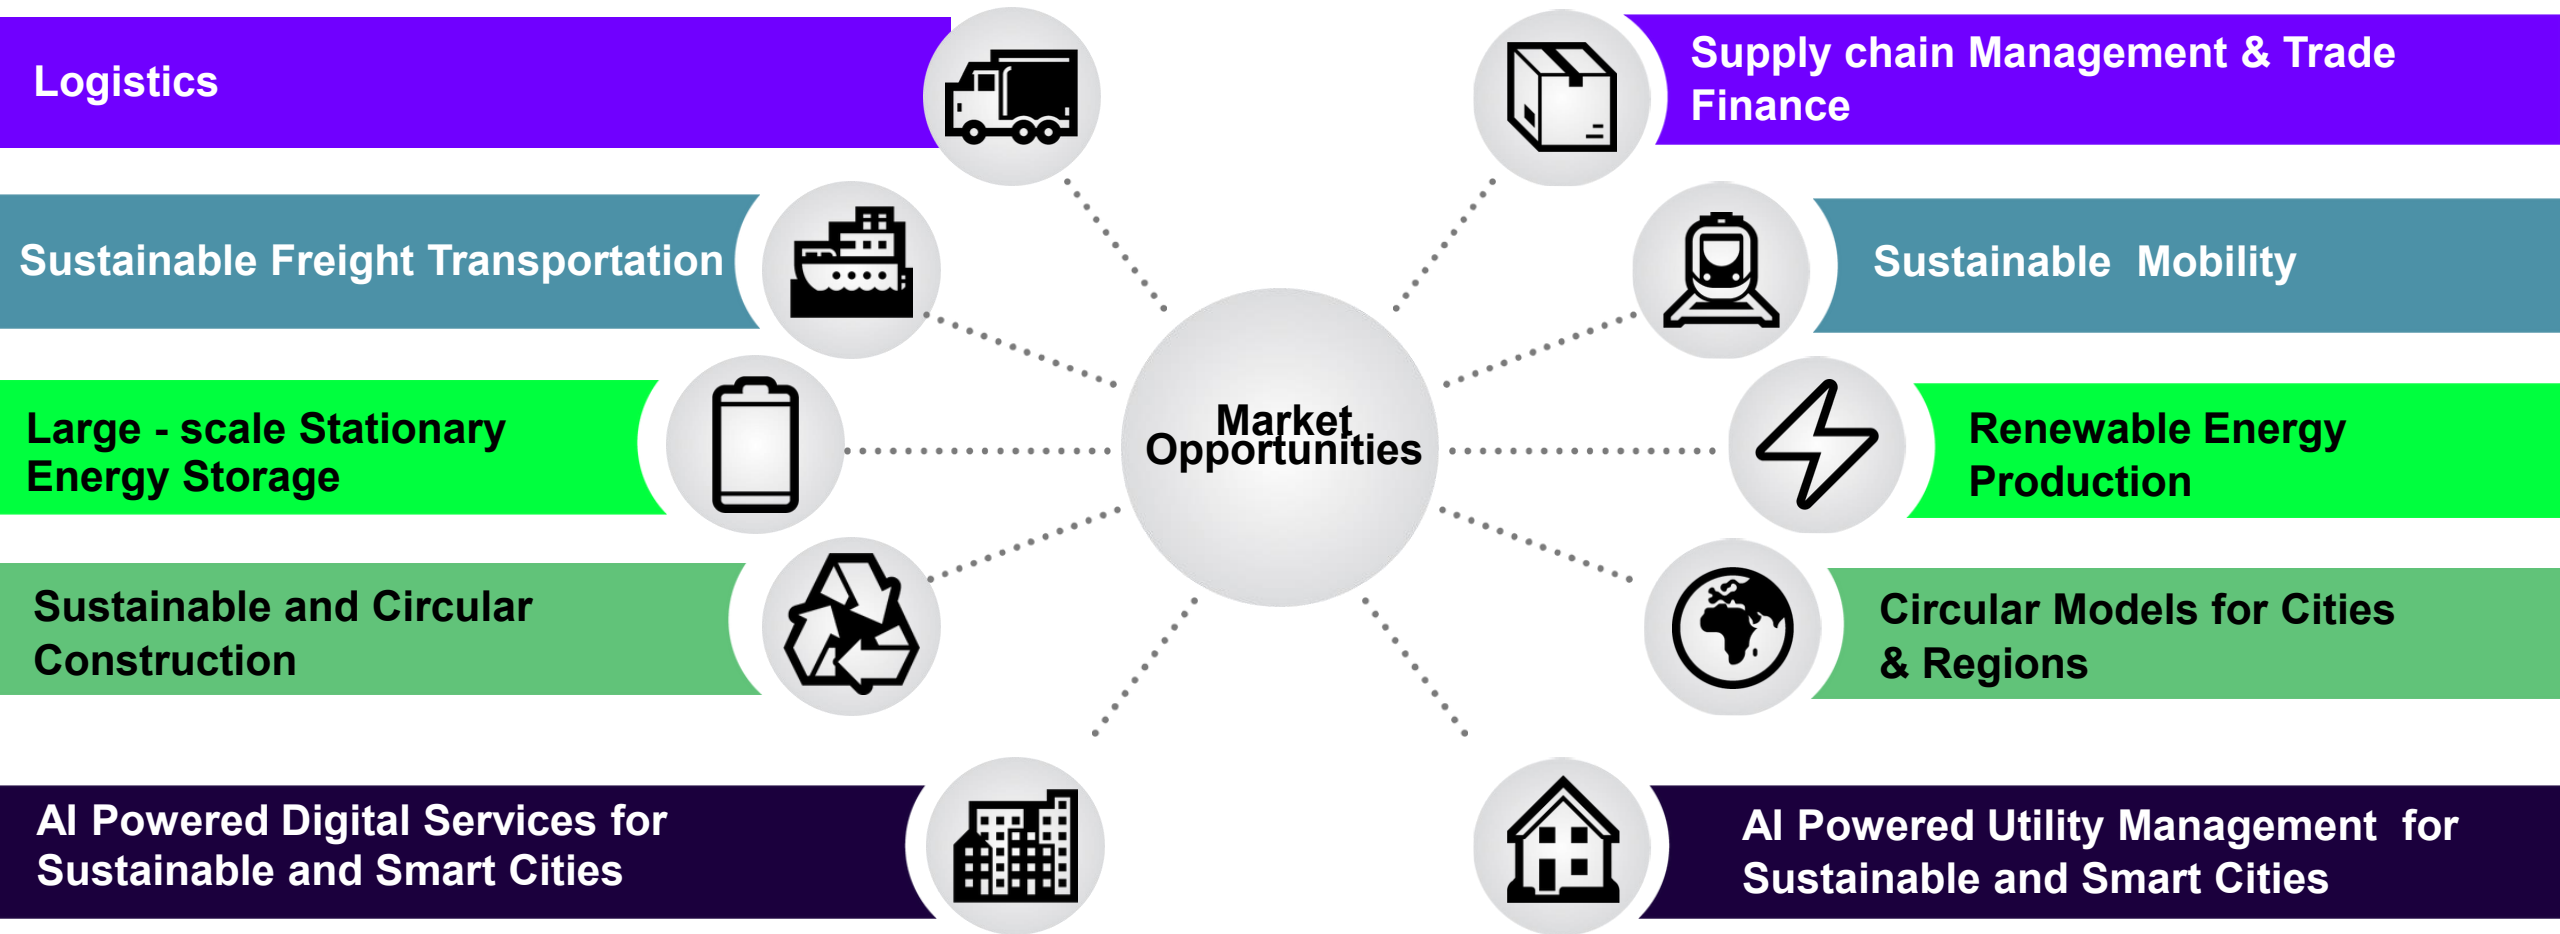 Logistics
Supply chain Management & Trade
Finance
Sustainable Freight Transportation
Sustainable Mobility
Large - scale Stationary
Energy Storage
Market
Opportunities
Renewable Energy
Production
Sustainable and Circular
Construction
Circular Models for Cities
& Regions
AI Powered Digital Services for
Sustainable and Smart Cities
AI Powered Utility Management for
Sustainable and Smart Cities